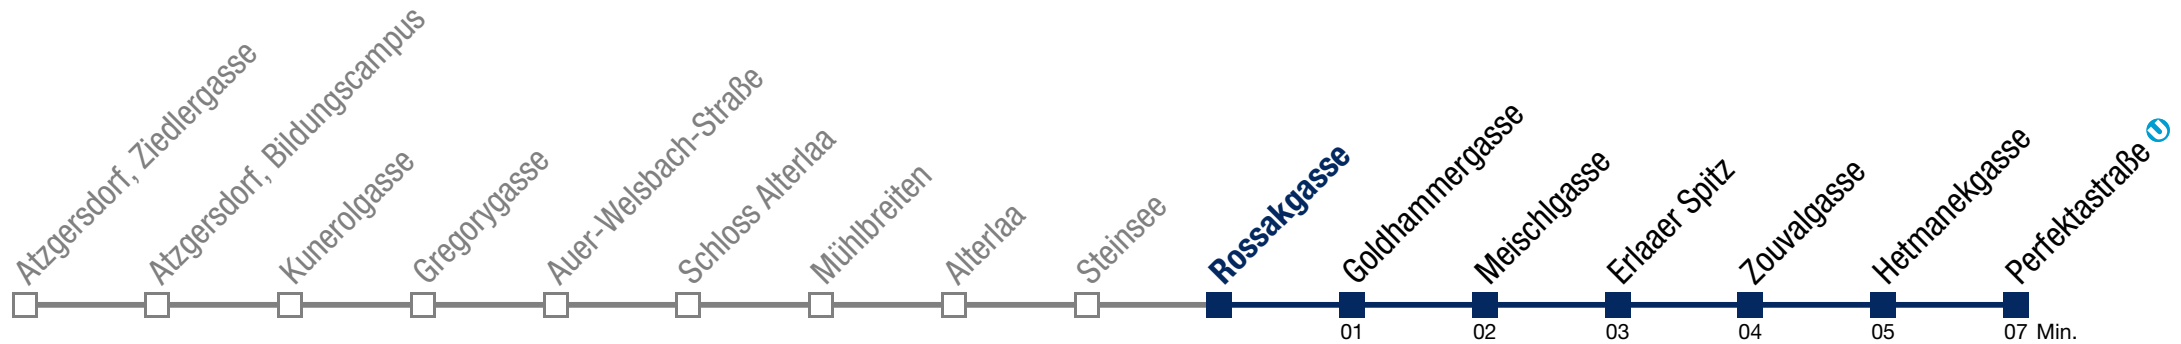 Atzgersdorf, Ziedlergasse
Atzgersdorf, Bildungscampus
Kunerolgasse
Gregorygasse
Auer-Welsbach-Straße
Schloss Alterlaa
Mühlbreiten
Alterlaa
Steinsee
Rossakgasse
Goldhammergasse
Meischlgasse
Erlaaer Spitz
Zouvalgasse
Hetmanekgasse
Perfektastraße U
01 02 03 04 05 07 Min.